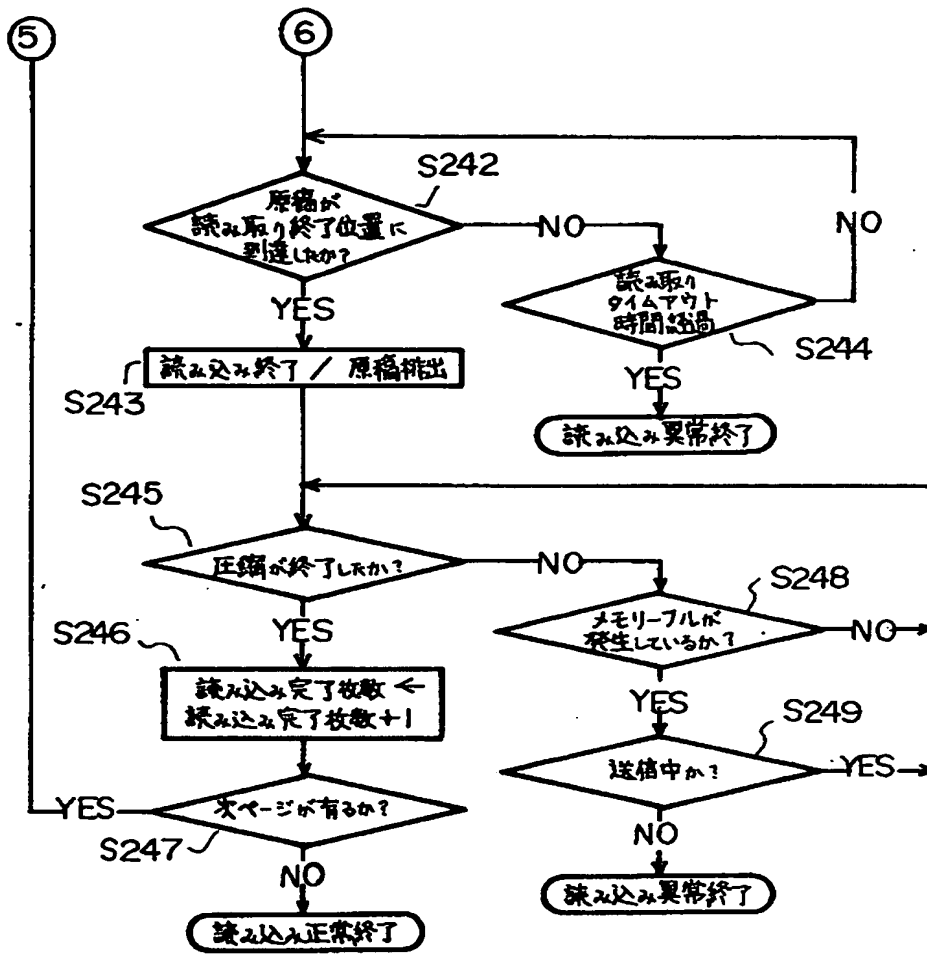 5
6
S242
原稿が
読み取り終了位置に
到達したか?
NO
NO
YES
読み取り
タイムアウト
時間経過
S244
S243
読み込み終了 / 原稿排出
YES
読み込み異常終了
S245
圧縮が終了したか?
NO
S248
メモリーフルが
発生しているか?
NO
S246
YES
読み込み完了枚数 ←
読み込み完了枚数+1
YES
S249
送信中か?
YES
YES
次ページが有るか?
S247
NO
NO
読み込み異常終了
読み込み正常終了